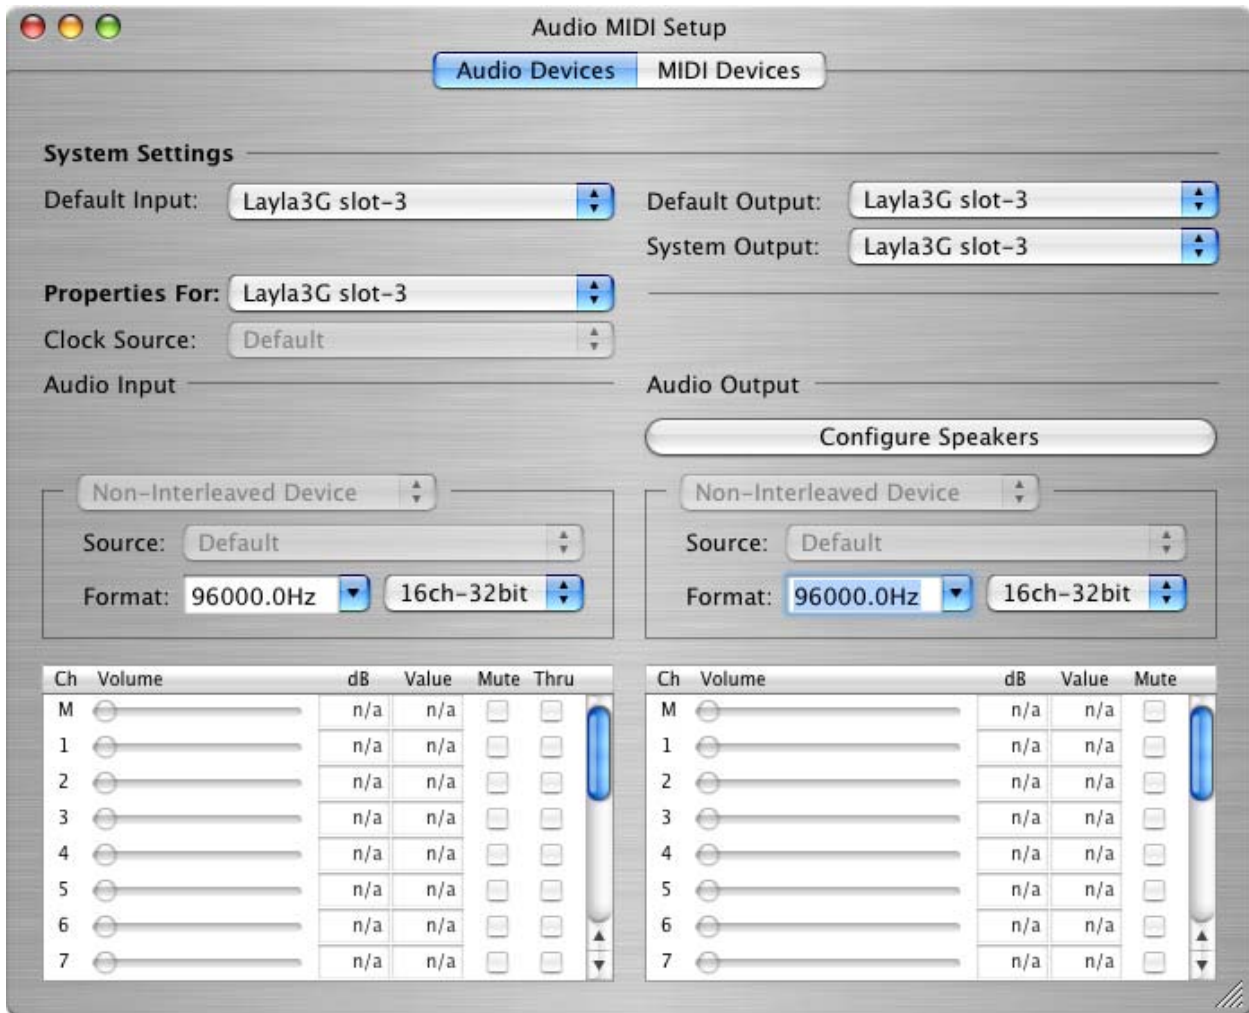 Audio MIDI Setup
Audio Devices MIDI Devices
System Settings
Default Input: Layla3G slot-3
Default Output: Layla3G slot-3
System Output: Layla3G slot-3
Properties For: Layla3G slot-3
Clock Source: Default
Audio Input
Audio Output
Configure Speakers
Non-Interleaved Device
Source: Default
Format: 96000.0Hz 16ch-32bit
Non-Interleaved Device
Source: Default
Format: 96000.0Hz 16ch-32bit
Ch Volume dB Value Mute Thru
M n/a n/a
1 n/a n/a
2 n/a n/a
3 n/a n/a
4 n/a n/a
5 n/a n/a
6 n/a n/a
7 n/a n/a
Ch Volume dB Value Mute
M n/a n/a
1 n/a n/a
2 n/a n/a
3 n/a n/a
4 n/a n/a
5 n/a n/a
6 n/a n/a
7 n/a n/a